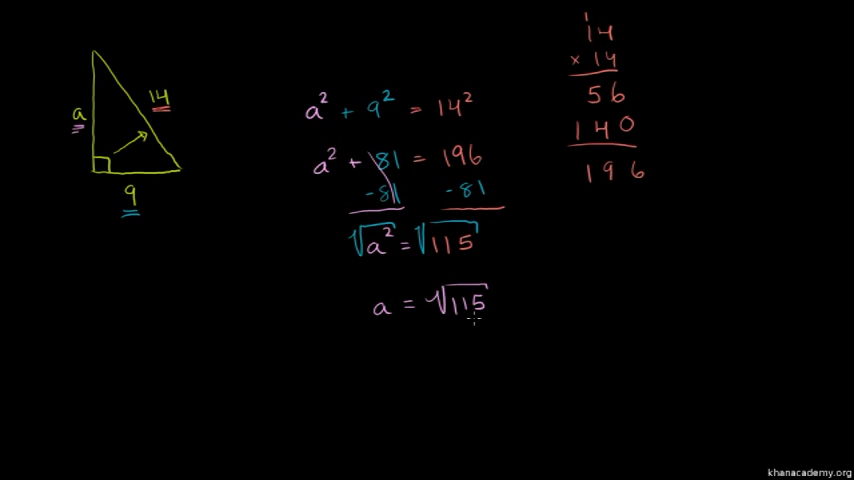 a
14
9
a² + 9² = 14²
a² + 81 = 196
-81 -81
√a² = √115
a = √115
1
14
× 14
56
140
196
khanacademy.org